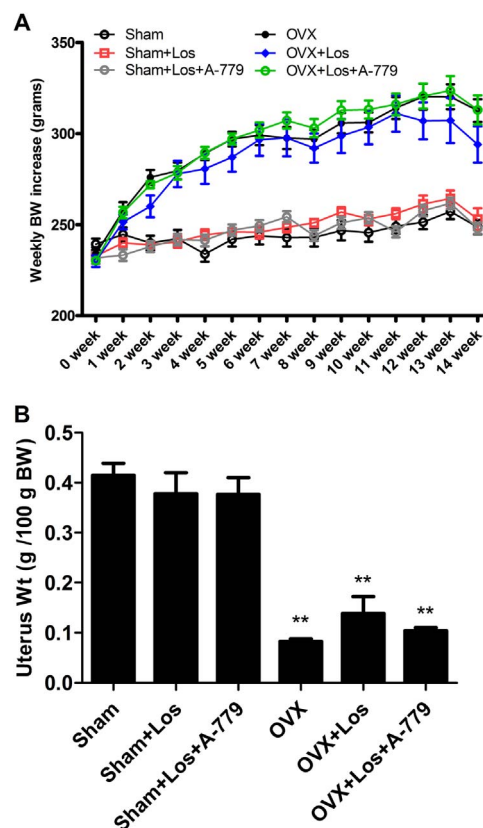 A
Sham
Sham+Los
Sham+Los+A-779
OVX
OVX+Los
OVX+Los+A-779
Weekly BW increase (grams)
350
300
250
200
0 week
1 week
2 week
3 week
4 week
5 week
6 week
7 week
8 week
9 week
10 week
11 week
12 week
13 week
14 week
B
Uterus Wt (g /100 g BW)
0.5
0.4
0.3
0.2
0.1
0.0
**
**
**
Sham
Sham+Los
Sham+Los+A-779
OVX
OVX+Los
OVX+Los+A-779